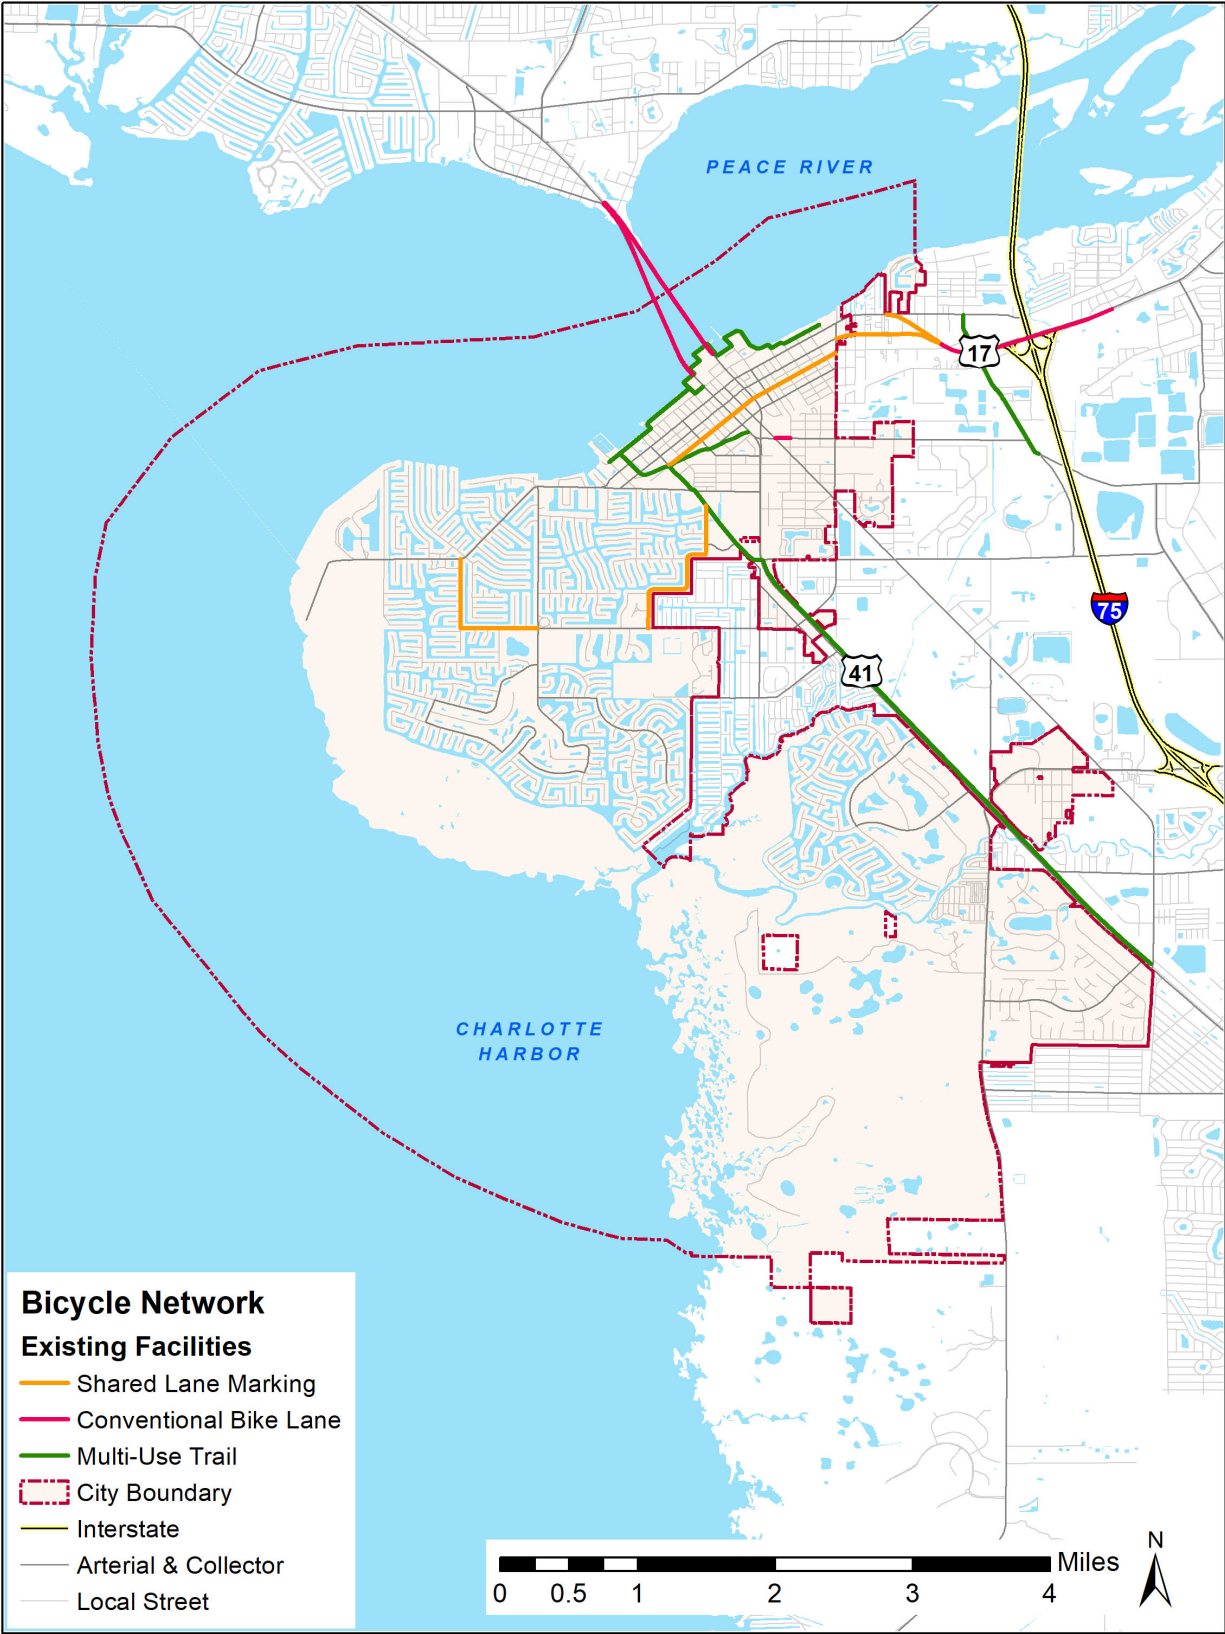 PEACE RIVER
17
75
41
CHARLOTTE
HARBOR
Bicycle Network
Existing Facilities
Shared Lane Marking
Conventional Bike Lane
Multi-Use Trail
City Boundary
Interstate
Arterial & Collector
Local Street
Miles
0 0.5 1 2 3 4
N